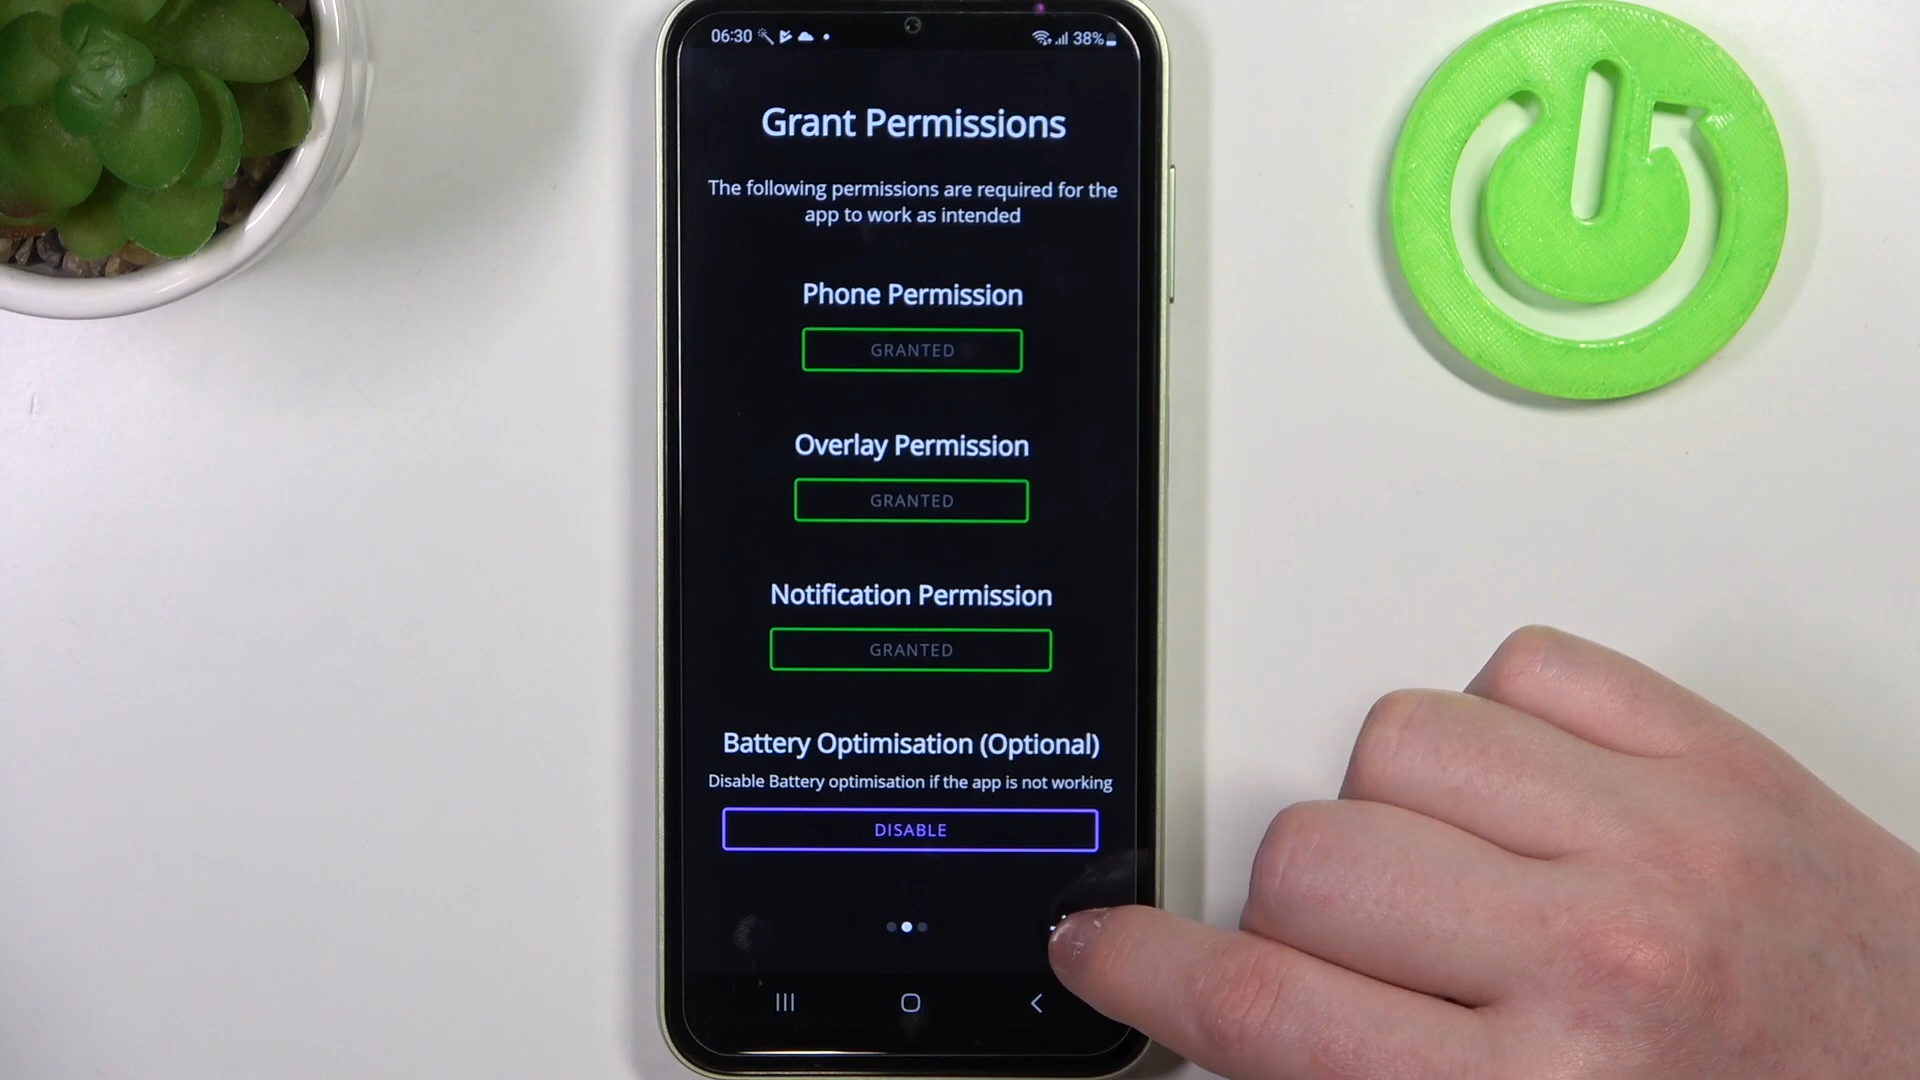 06:30
38%
Grant Permissions
The following permissions are required for the
app to work as intended
Phone Permission
GRANTED
Overlay Permission
GRANTED
Notification Permission
GRANTED
Battery Optimisation (Optional)
Disable Battery optimisation if the app is not working
DISABLE